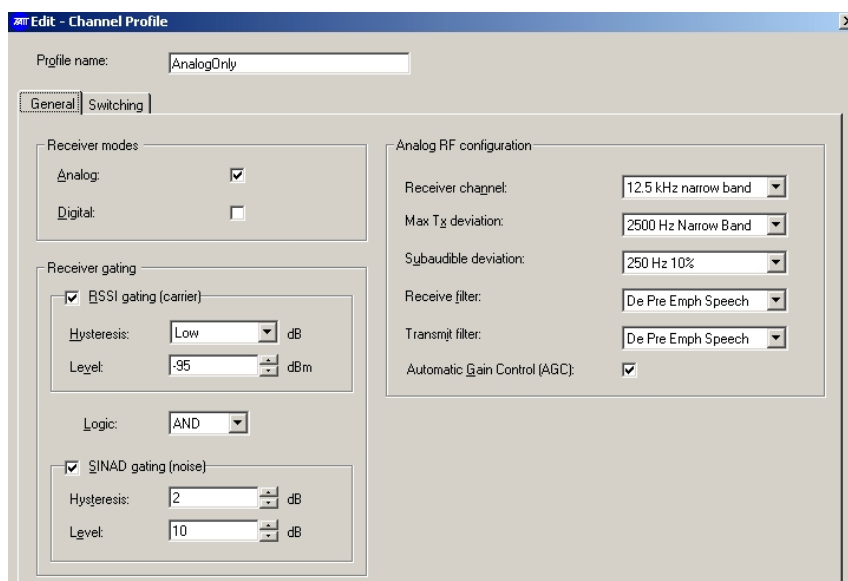 TAIT Edit - Channel Profile
Profile name: AnalogOnly
General Switching
Receiver modes
Analog:
Digital:
Receiver gating
RSSI gating (carrier)
Hysteresis: Low dB
Level: -95 dBm
Logic: AND
SINAD gating (noise)
Hysteresis: 2 dB
Level: 10 dB
Analog RF configuration
Receiver channel: 12.5 kHz narrow band
Max Tx deviation: 2500 Hz Narrow Band
Subaudible deviation: 250 Hz 10%
Receive filter: De Pre Emph Speech
Transmit filter: De Pre Emph Speech
Automatic Gain Control (AGC):